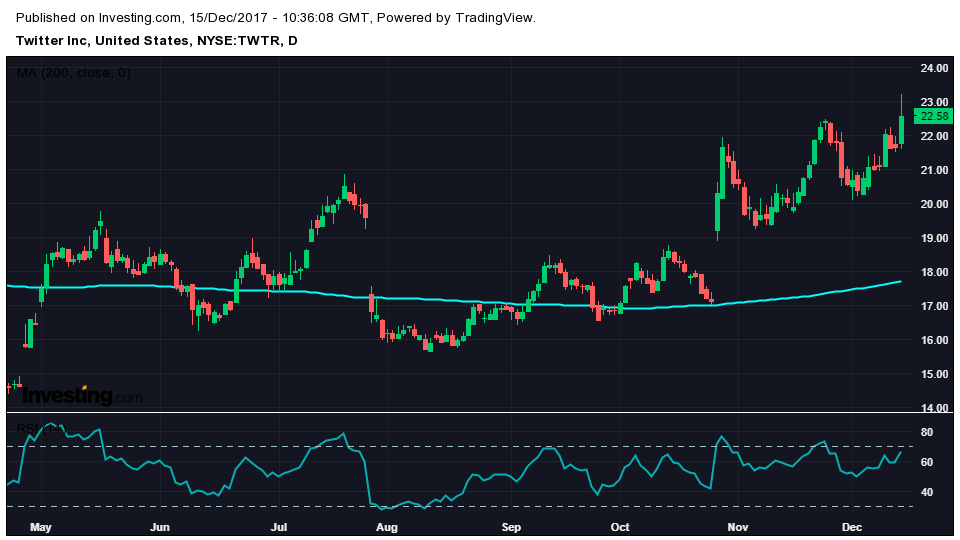 Published on Investing.com, 15/Dec/2017 - 10:36:08 GMT, Powered by TradingView.
Twitter Inc, United States, NYSE:TWTR, D
MA (200, close, 0)
24.00
23.00
22.58
22.00
21.00
20.00
19.00
18.00
17.00
16.00
15.00
14.00
Investing.com
RSI (14)
80
60
40
May Jun Jul Aug Sep Oct Nov Dec